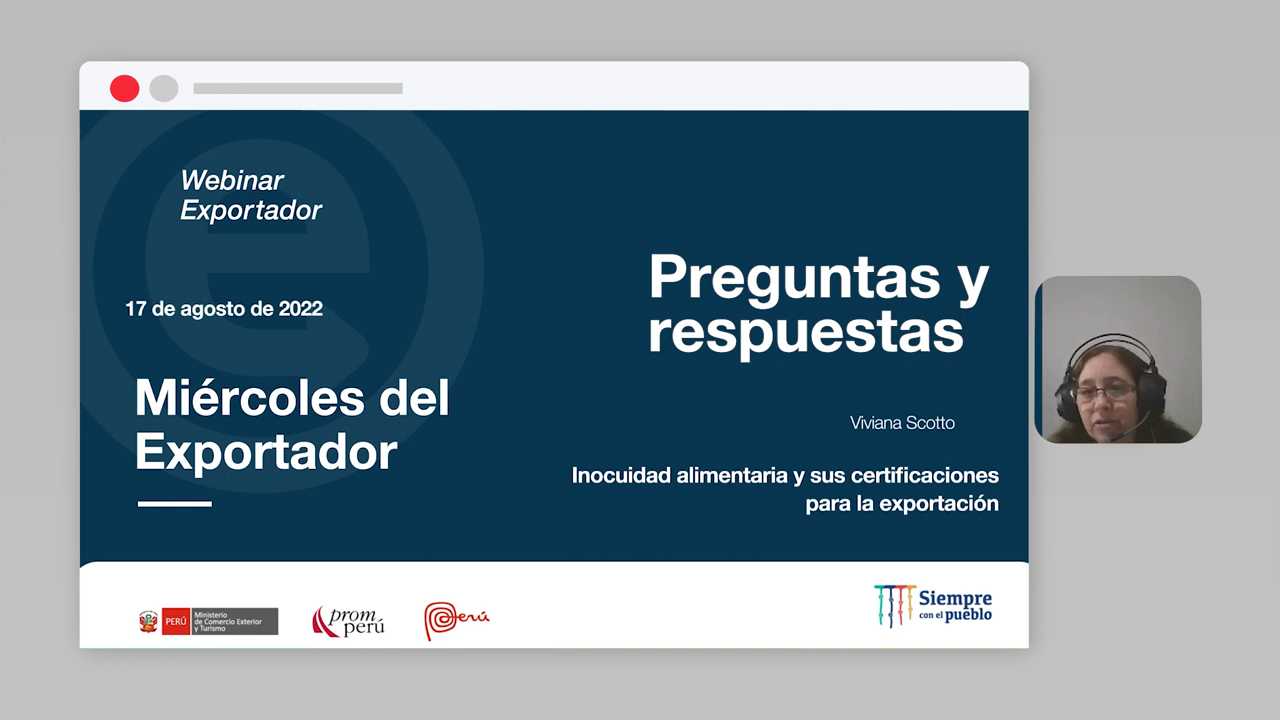 Webinar
Exportador
17 de agosto de 2022
Miércoles del
Exportador
Preguntas y
respuestas
Viviana Scotto
Inocuidad alimentaria y sus certificaciones
para la exportación
PERÚ
Ministerio
de Comercio Exterior
y Turismo
prom
perú
Perú
Siempre
con el pueblo